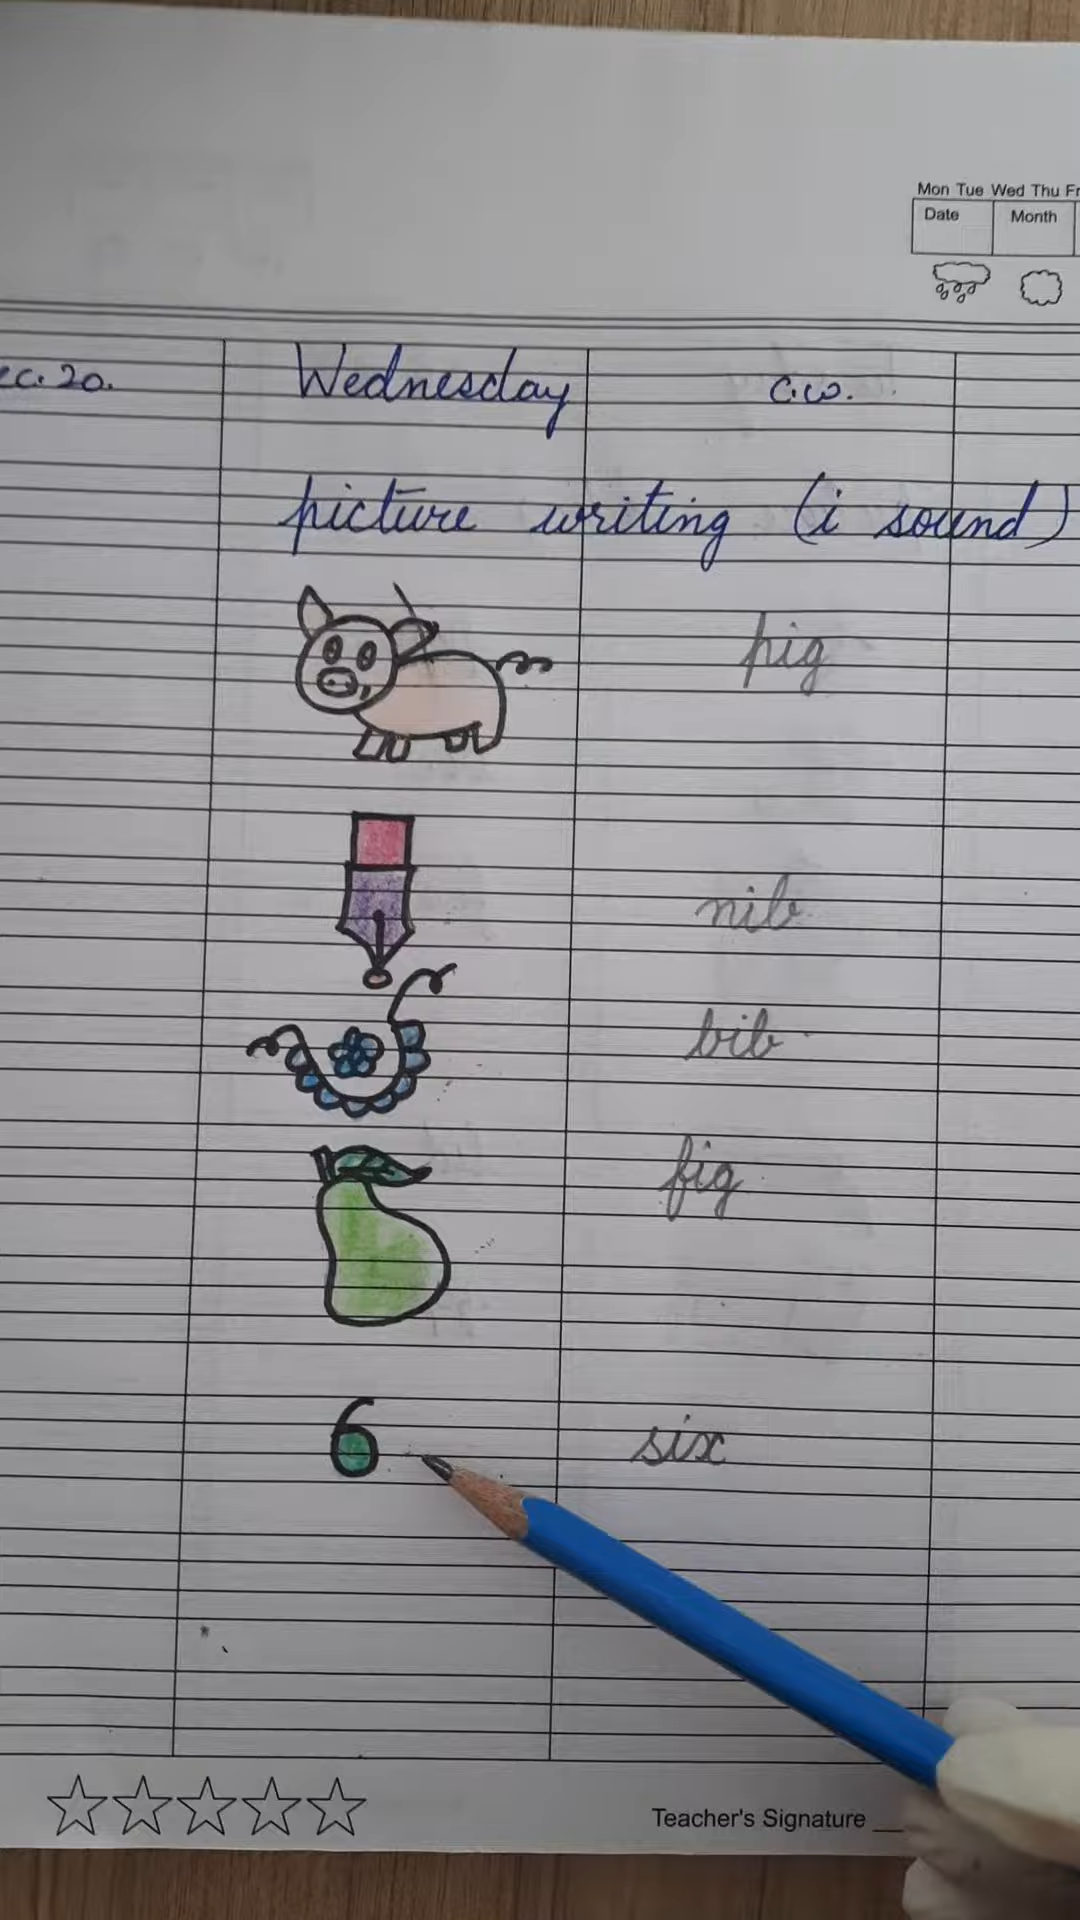 Mon Tue Wed Thu Fr
Date Month
ec. 20. Wednesday c.w.
picture writing (i sound)
pig
nib
bib
fig
6 six
Teacher's Signature